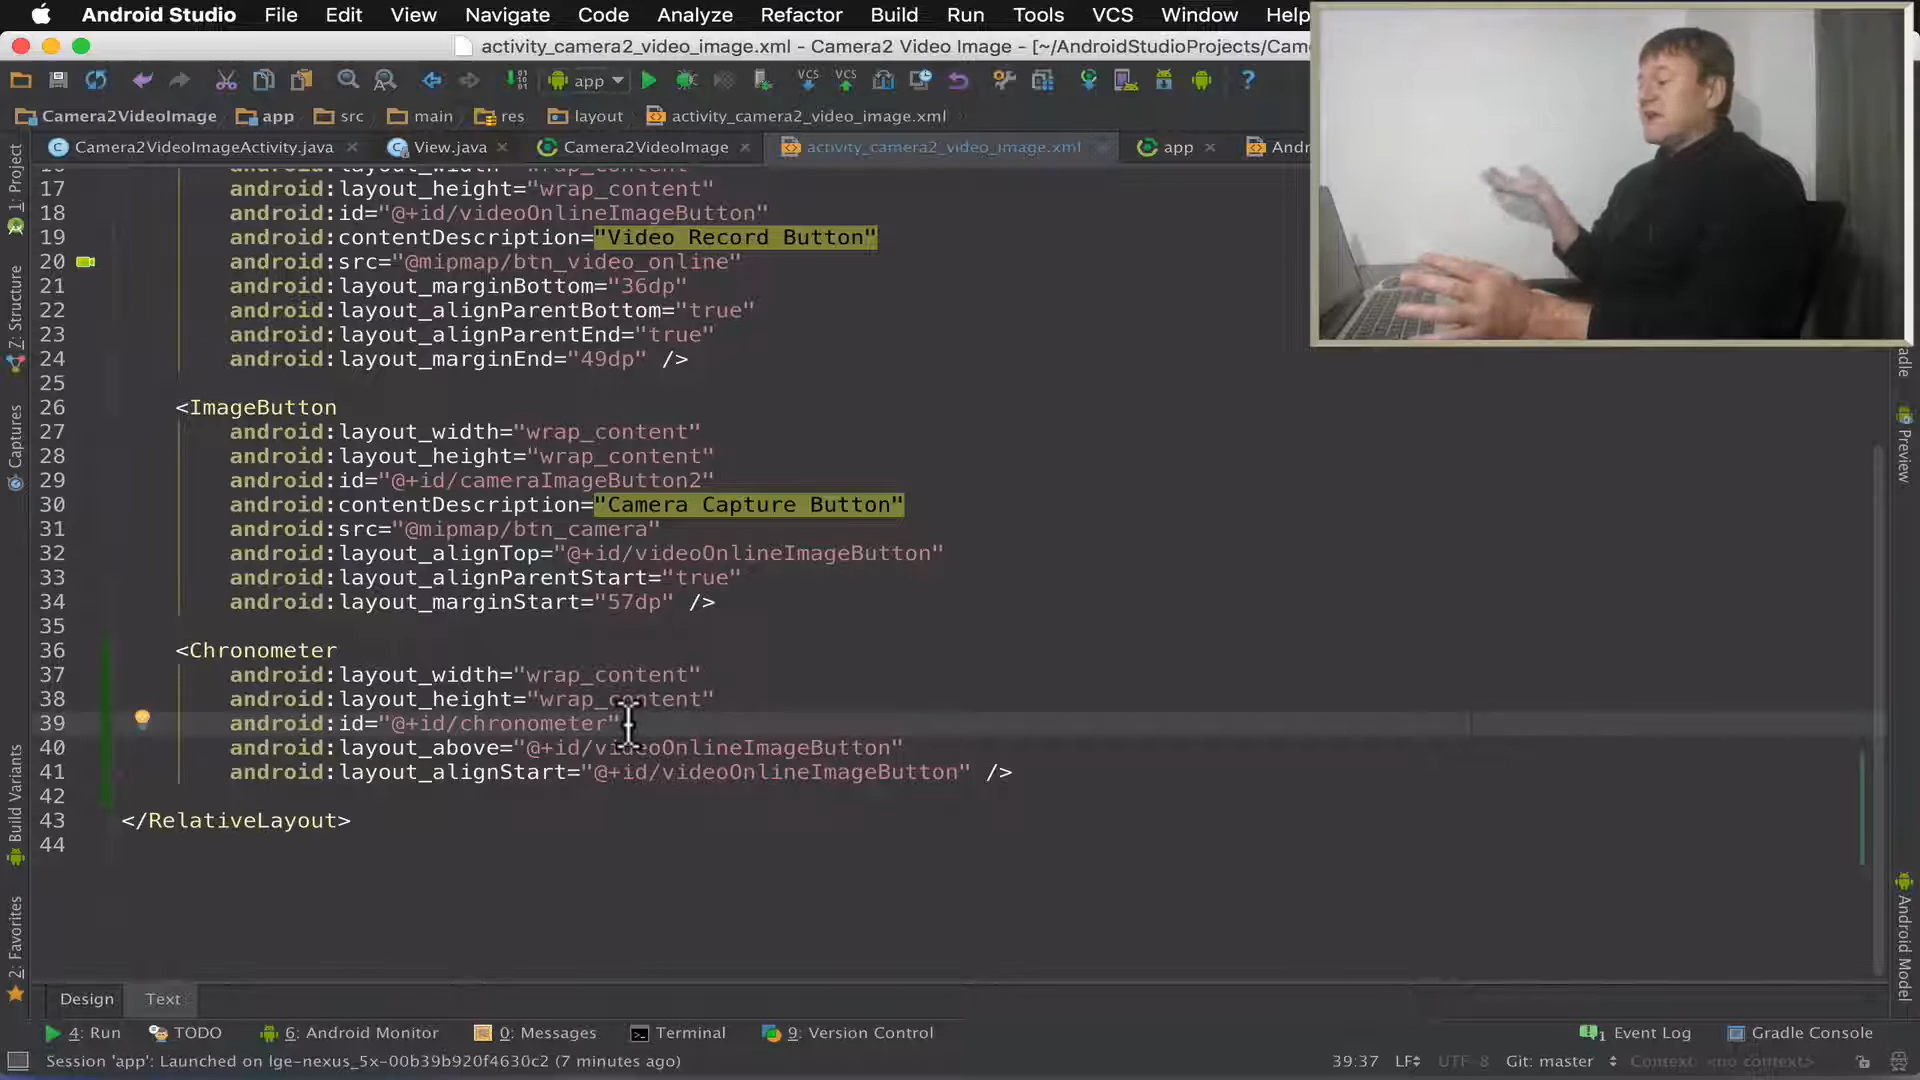 Android Studio File Edit View Navigate Code Analyze Refactor Build Run Tools VCS Window Help
activity_camera2_video_image.xml - Camera2 Video Image - [~/AndroidStudioProjects/Came
app
VCS VCS
Camera2VideoImage app src main res layout activity_camera2_video_image.xml
Camera2VideoImageActivity.java View.java Camera2VideoImage activity_camera2_video_image.xml app Andr
17 android:layout_height="wrap_content"
18 android:id="@+id/videoOnlineImageButton"
19 android:contentDescription="Video Record Button"
20 android:src="@mipmap/btn_video_online"
21 android:layout_marginBottom="36dp"
22 android:layout_alignParentBottom="true"
23 android:layout_alignParentEnd="true"
24 android:layout_marginEnd="49dp" />
25
26 <ImageButton
27 android:layout_width="wrap_content"
28 android:layout_height="wrap_content"
29 android:id="@+id/cameraImageButton2"
30 android:contentDescription="Camera Capture Button"
31 android:src="@mipmap/btn_camera"
32 android:layout_alignTop="@+id/videoOnlineImageButton"
33 android:layout_alignParentStart="true"
34 android:layout_marginStart="57dp" />
35
36 <Chronometer
37 android:layout_width="wrap_content"
38 android:layout_height="wrap_content"
39 android:id="@+id/chronometer"
40 android:layout_above="@+id/videoOnlineImageButton"
41 android:layout_alignStart="@+id/videoOnlineImageButton" />
42
43 </RelativeLayout>
44
1: Project
7: Structure
Captures
Build Variants
2: Favorites
Preview
Android Model
Design Text
4: Run TODO 6: Android Monitor 0: Messages Terminal 9: Version Control 1 Event Log Gradle Console
Session 'app': Launched on lge-nexus_5x-00b39b920f4630c2 (7 minutes ago) 39:37 LF UTF-8 Git: master Context: <no context>